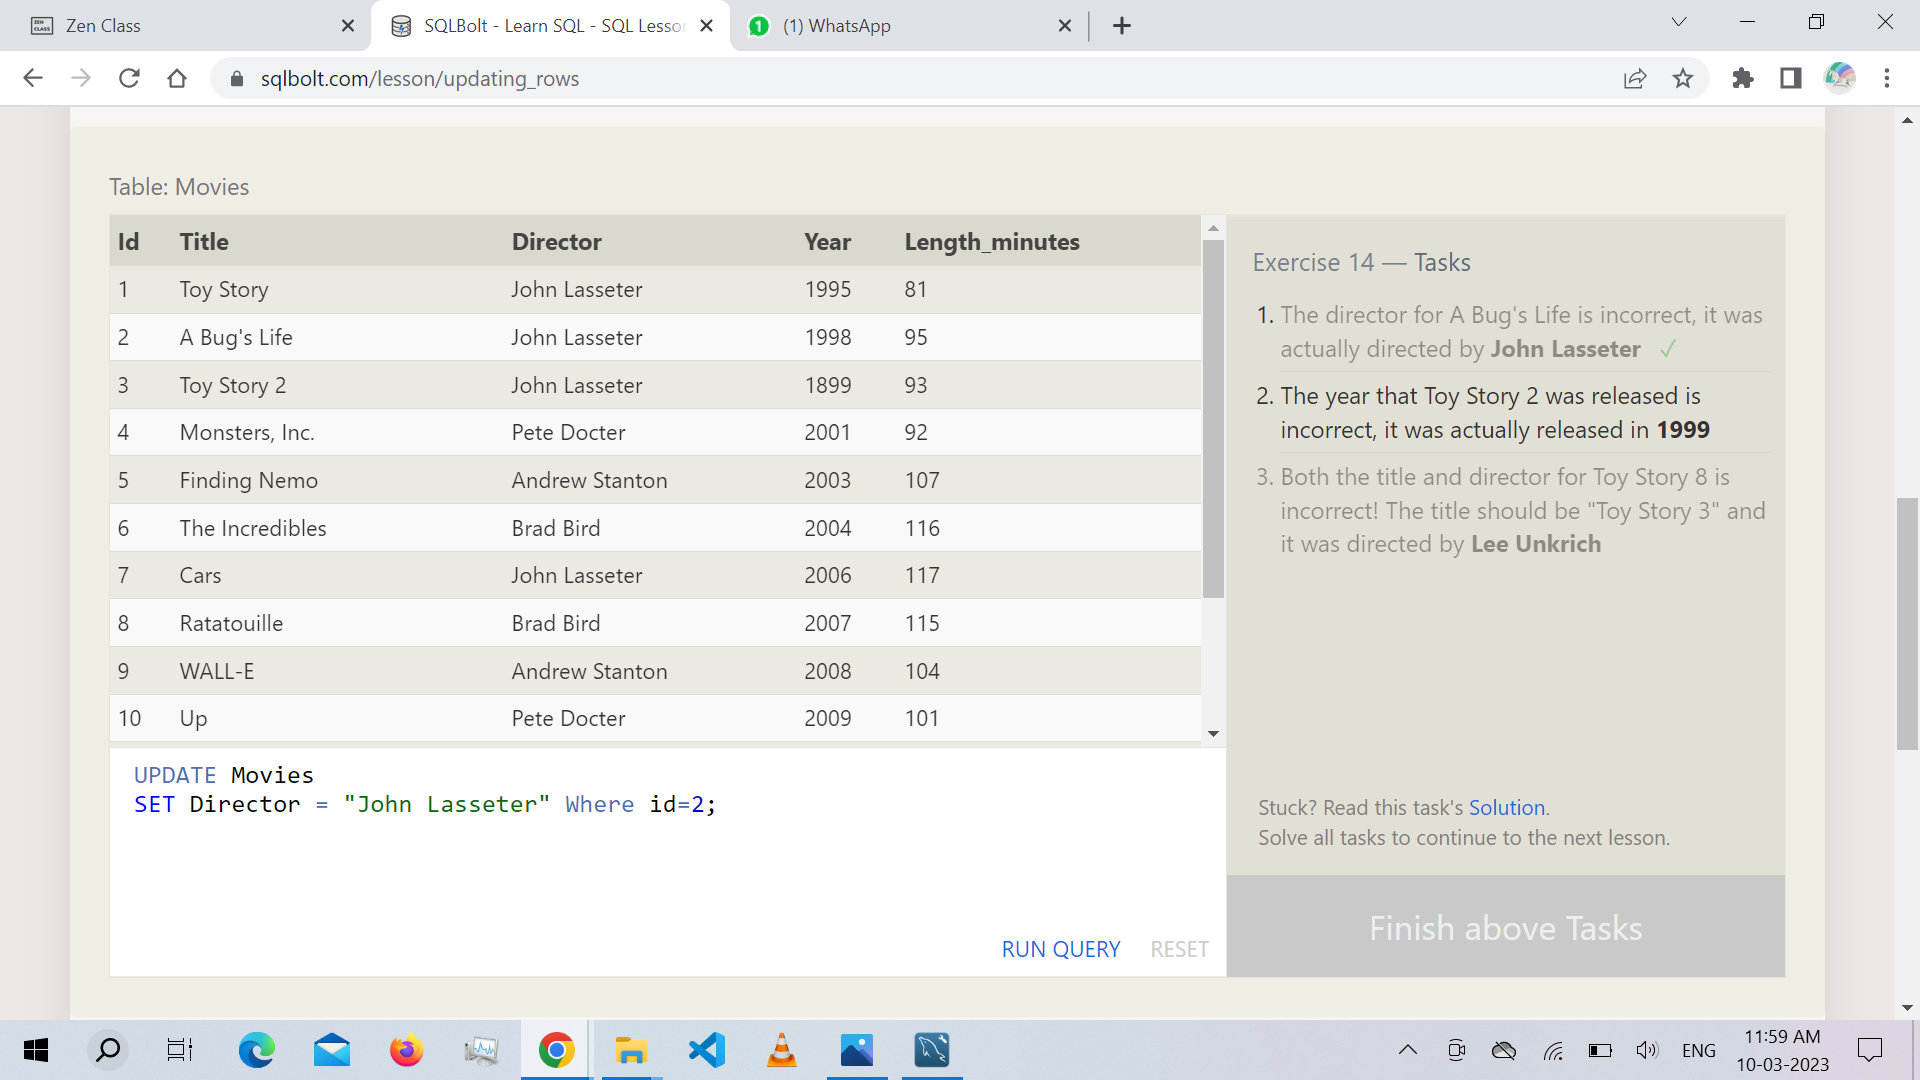 Zen Class
SQLBolt - Learn SQL - SQL Lesso
1
(1) WhatsApp
sqlbolt.com/lesson/updating_rows
Table: Movies
Id Title Director Year Length_minutes
1 Toy Story John Lasseter 1995 81
2 A Bug's Life John Lasseter 1998 95
3 Toy Story 2 John Lasseter 1899 93
4 Monsters, Inc. Pete Docter 2001 92
5 Finding Nemo Andrew Stanton 2003 107
6 The Incredibles Brad Bird 2004 116
7 Cars John Lasseter 2006 117
8 Ratatouille Brad Bird 2007 115
9 WALL-E Andrew Stanton 2008 104
10 Up Pete Docter 2009 101
UPDATE Movies
SET Director = "John Lasseter" Where id=2;
RUN QUERY RESET
Exercise 14 — Tasks
1. The director for A Bug's Life is incorrect, it was
actually directed by John Lasseter ✓
2. The year that Toy Story 2 was released is
incorrect, it was actually released in 1999
3. Both the title and director for Toy Story 8 is
incorrect! The title should be "Toy Story 3" and
it was directed by Lee Unkrich
Stuck? Read this task's Solution.
Solve all tasks to continue to the next lesson.
Finish above Tasks
ENG
11:59 AM
10-03-2023